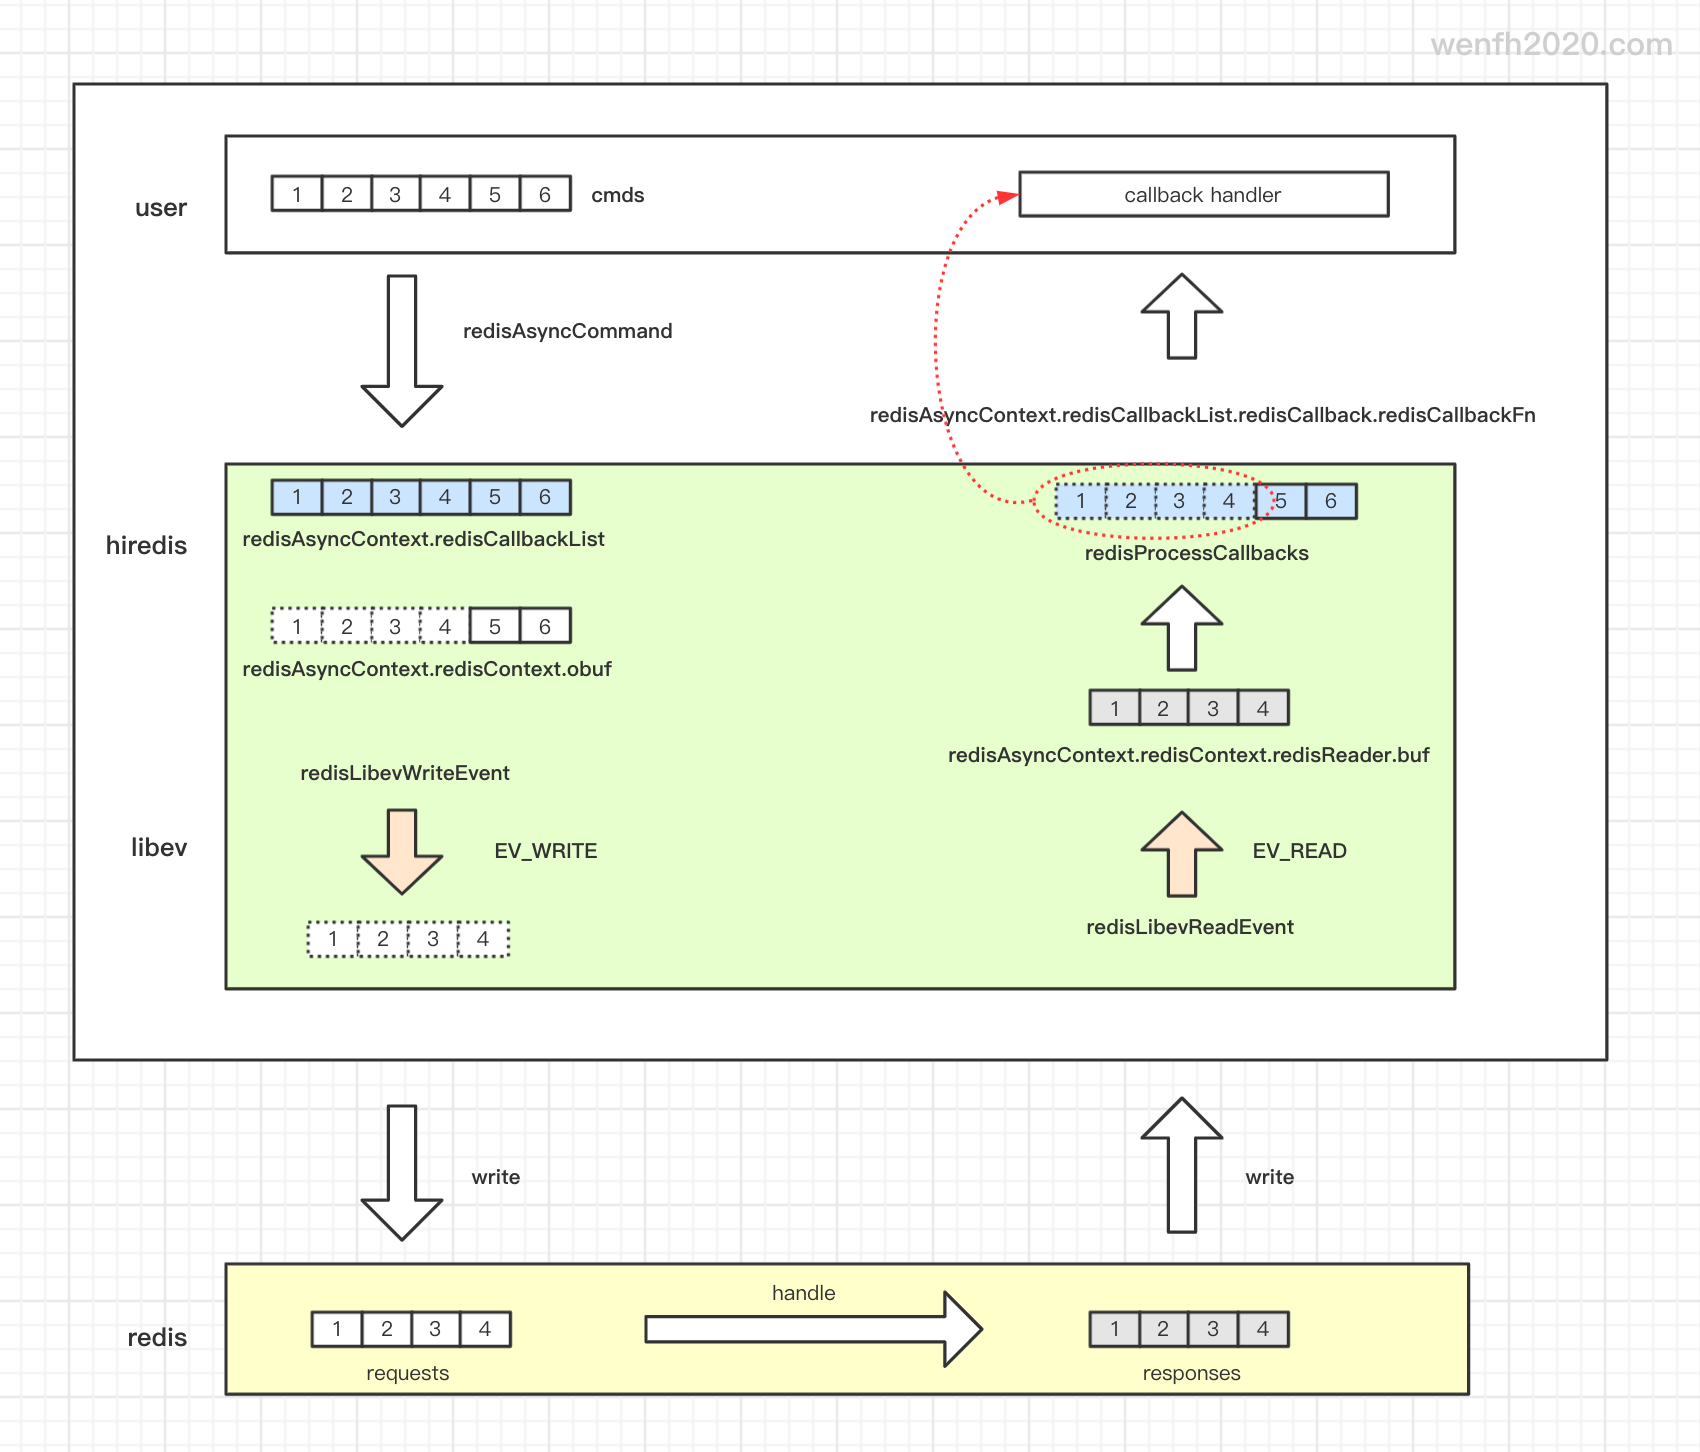 wenfh2020.com
user
1 2 3 4 5 6 cmds
callback handler
redisAsyncCommand
redisAsyncContext.redisCallbackList.redisCallback.redisCallbackFn
hiredis
1 2 3 4 5 6
redisAsyncContext.redisCallbackList
1 2 3 4 5 6
redisProcessCallbacks
1 2 3 4 5 6
redisAsyncContext.redisContext.obuf
1 2 3 4
redisAsyncContext.redisContext.redisReader.buf
libev
redisLibevWriteEvent
EV_WRITE
EV_READ
1 2 3 4
redisLibevReadEvent
write
write
redis
1 2 3 4
requests
handle
1 2 3 4
responses